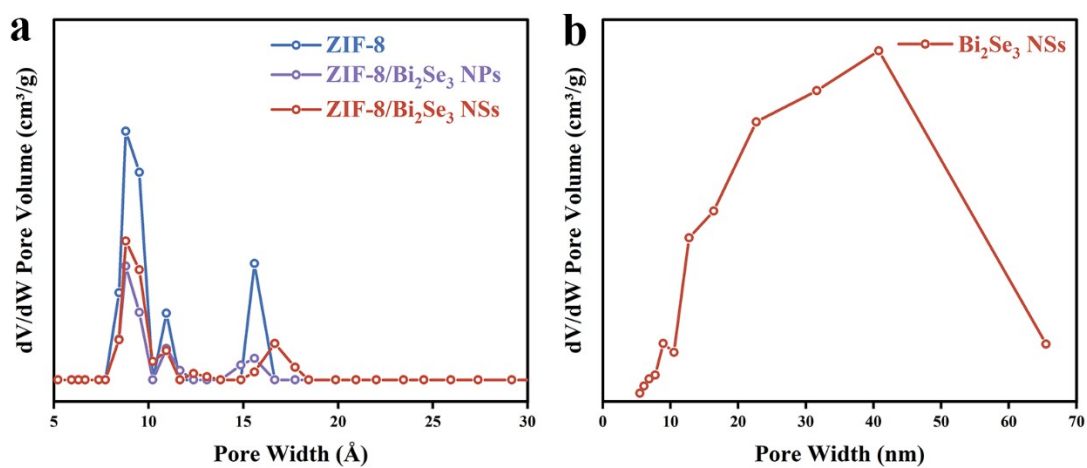 a
ZIF-8
ZIF-8/Bi₂Se₃ NPs
ZIF-8/Bi₂Se₃ NSs
dV/dW Pore Volume (cm³/g)
5 10 15 20 25 30
Pore Width (Å)
b
Bi₂Se₃ NSs
dV/dW Pore Volume (cm³/g)
0 10 20 30 40 50 60 70
Pore Width (nm)